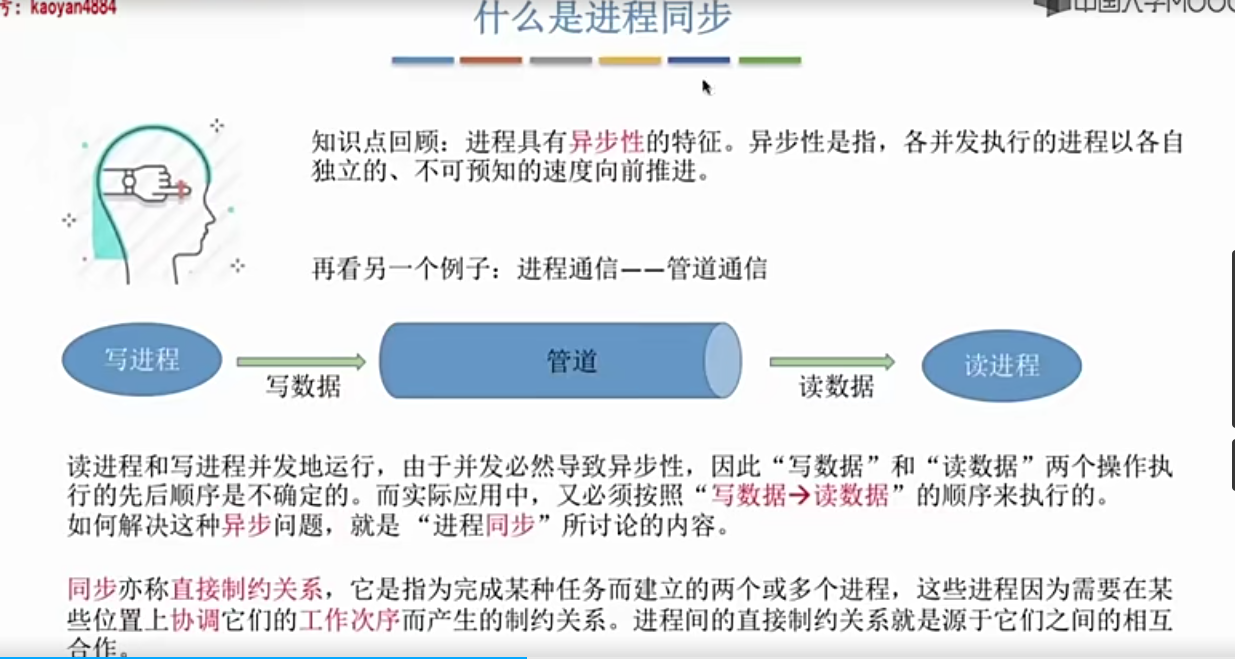 号：kaoyan4884
中国大学MOOC
什么是进程同步
知识点回顾：进程具有异步性的特征。异步性是指，各并发执行的进程以各自
独立的、不可预知的速度向前推进。
再看另一个例子：进程通信——管道通信
写进程
写数据
管道
读数据
读进程
读进程和写进程并发地运行，由于并发必然导致异步性，因此“写数据”和“读数据”两个操作执
行的先后顺序是不确定的。而实际应用中，又必须按照“写数据→读数据”的顺序来执行的。
如何解决这种异步问题，就是 “进程同步”所讨论的内容。
同步亦称直接制约关系，它是指为完成某种任务而建立的两个或多个进程，这些进程因为需要在某
些位置上协调它们的工作次序而产生的制约关系。进程间的直接制约关系就是源于它们之间的相互
合作。